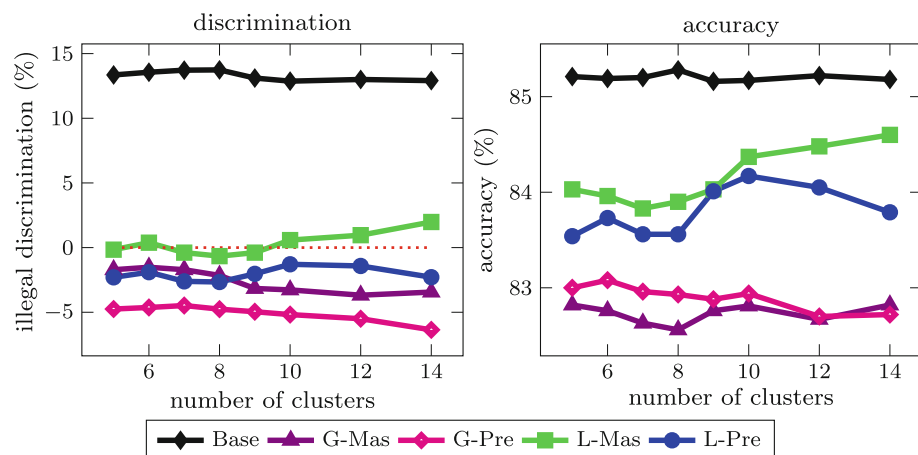 discrimination
accuracy
illegal discrimination (%)
15
10
5
0
−5
6 8 10 12 14
number of clusters
accuracy (%)
85
84
83
6 8 10 12 14
number of clusters
Base G-Mas G-Pre L-Mas L-Pre